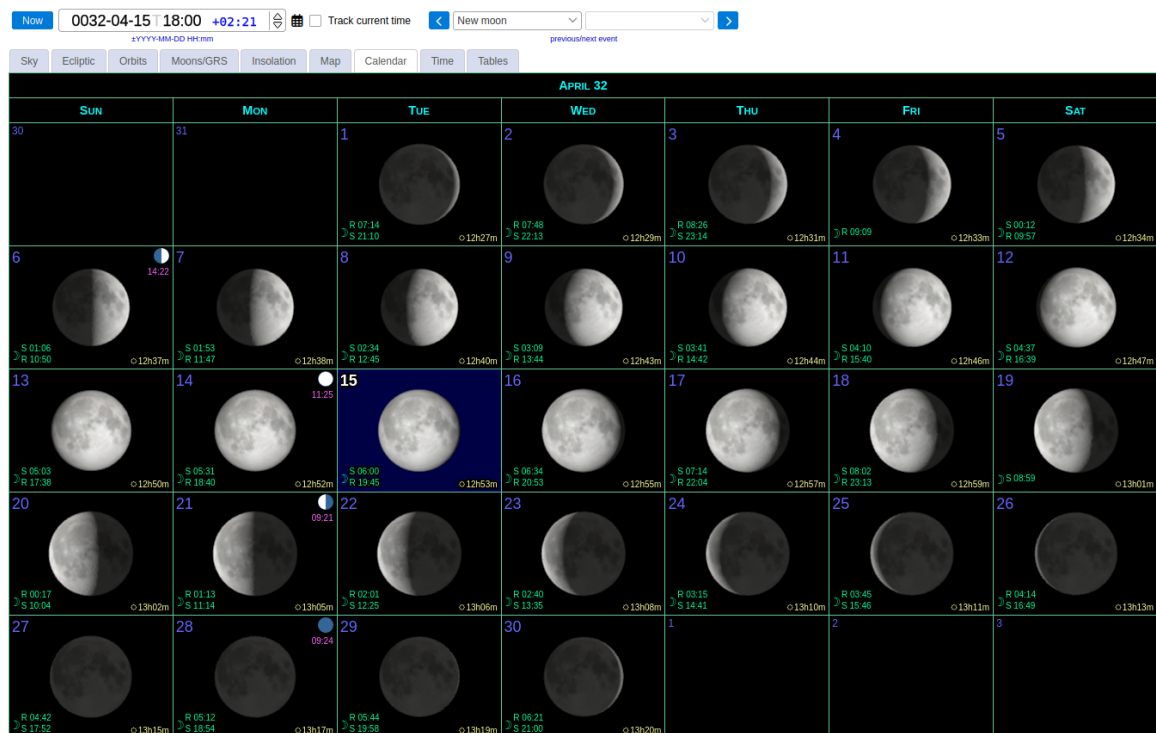 Now 0032-04-15T18:00 +02:21 Track current time New moon
±YYYY-MM-DD HH:mm previous/next event
Sky Ecliptic Orbits Moons/GRS Insolation Map Calendar Time Tables
April 32
Sun Mon Tue Wed Thu Fri Sat
30 31 1 2 3 4 5
R 07:14 R 07:48 R 08:26 R 09:09 S 00:12
S 21:10 12h27m S 22:13 12h29m S 23:14 12h31m 12h33m R 09:57 12h34m
6 7 8 9 10 11 12
14:22
S 01:06 S 01:53 S 02:34 S 03:09 S 03:41 S 04:10 S 04:37
R 10:50 12h37m R 11:47 12h38m R 12:45 12h40m R 13:44 12h43m R 14:42 12h44m R 15:40 12h46m R 16:39 12h47m
13 14 15 16 17 18 19
11:25
S 05:03 S 05:31 S 06:00 S 06:34 S 07:14 S 08:02 S 08:59
R 17:38 12h50m R 18:40 12h52m R 19:45 12h53m R 20:53 12h55m R 22:04 12h57m R 23:13 12h59m 13h01m
20 21 22 23 24 25 26
09:21
R 00:17 R 01:13 R 02:01 R 02:40 R 03:15 R 03:45 R 04:14
S 10:04 13h02m S 11:14 13h05m S 12:25 13h06m S 13:35 13h08m S 14:41 13h10m S 15:46 13h11m S 16:49 13h13m
27 28 29 30 1 2 3
09:24
R 04:42 R 05:12 R 05:44 R 06:21
S 17:52 13h15m S 18:54 13h17m S 19:58 13h19m S 21:00 13h20m